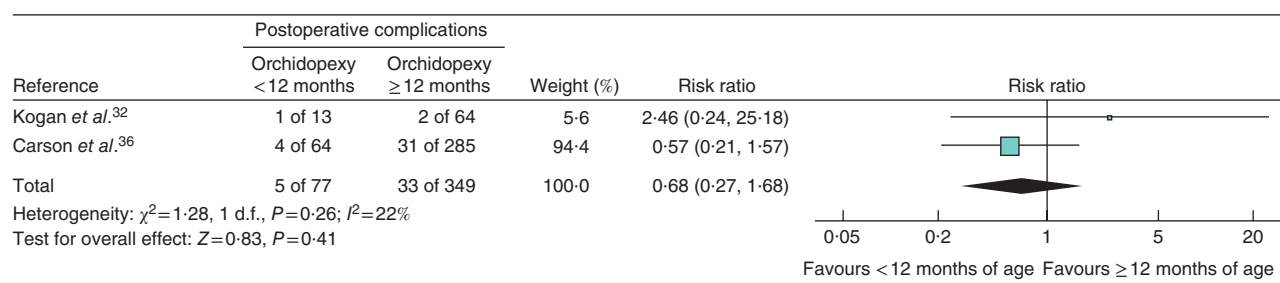 Postoperative complications
Orchidopexy Orchidopexy
Reference <12 months ≥12 months Weight (%) Risk ratio Risk ratio
Kogan et al.32 1 of 13 2 of 64 5·6 2·46 (0·24, 25·18)
Carson et al.36 4 of 64 31 of 285 94·4 0·57 (0·21, 1·57)
Total 5 of 77 33 of 349 100·0 0·68 (0·27, 1·68)
Heterogeneity: χ²=1·28, 1 d.f., P=0·26; I²=22%
Test for overall effect: Z=0·83, P=0·41
0·05 0·2 1 5 20
Favours <12 months of age Favours ≥12 months of age